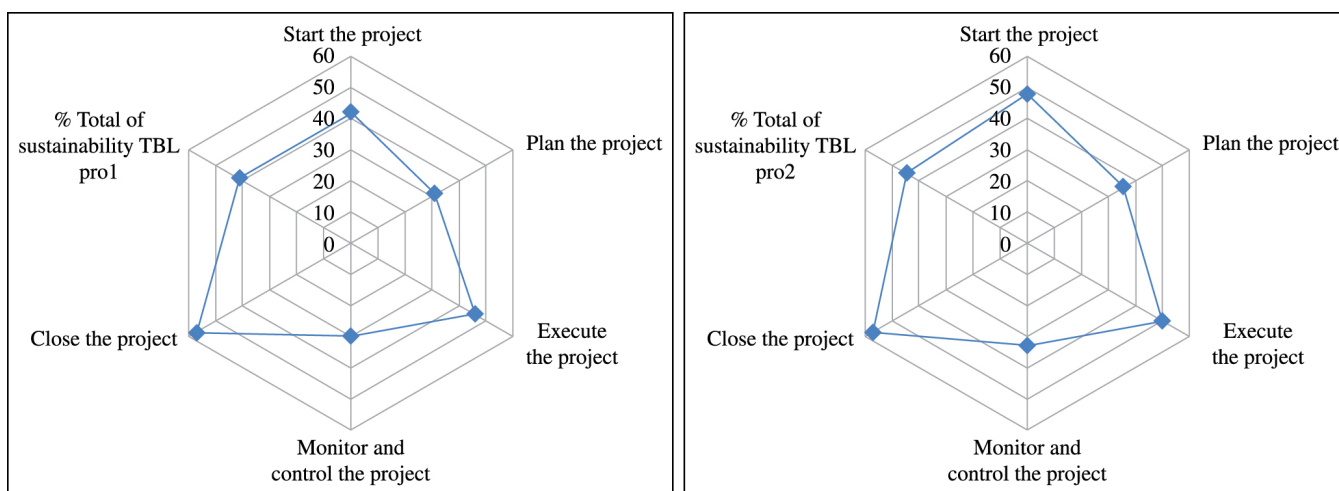 Start the project
60
50
40
30
20
10
0
% Total of
sustainability TBL
pro1
Plan the project
Close the project
Execute
the project
Monitor and
control the project
Start the project
60
50
40
30
20
10
0
% Total of
sustainability TBL
pro2
Plan the project
Close the project
Execute
the project
Monitor and
control the project